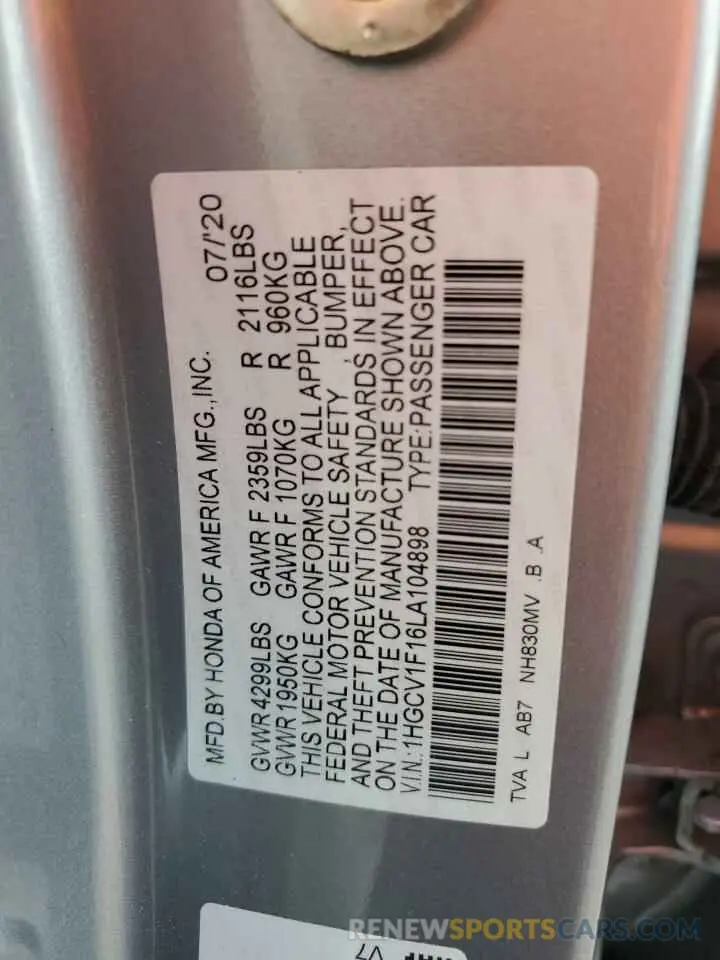 MFD.BY HONDA OF AMERICA MFG.,INC. 07/'20
GVWR 4299LBS GAWR F 2359LBS R 2116LBS
GVWR 1950KG GAWR F 1070KG R 960KG
THIS VEHICLE CONFORMS TO ALL APPLICABLE
FEDERAL MOTOR VEHICLE SAFETY , BUMPER,
AND THEFT PREVENTION STANDARDS IN EFFECT
ON THE DATE OF MANUFACTURE SHOWN ABOVE.
V.I.N.:1HGCV1F16LA104898 TYPE:PASSENGER CAR
TVA L AB7 NH830MV .B .A
V7
RENEWSPORTSCARS.COM